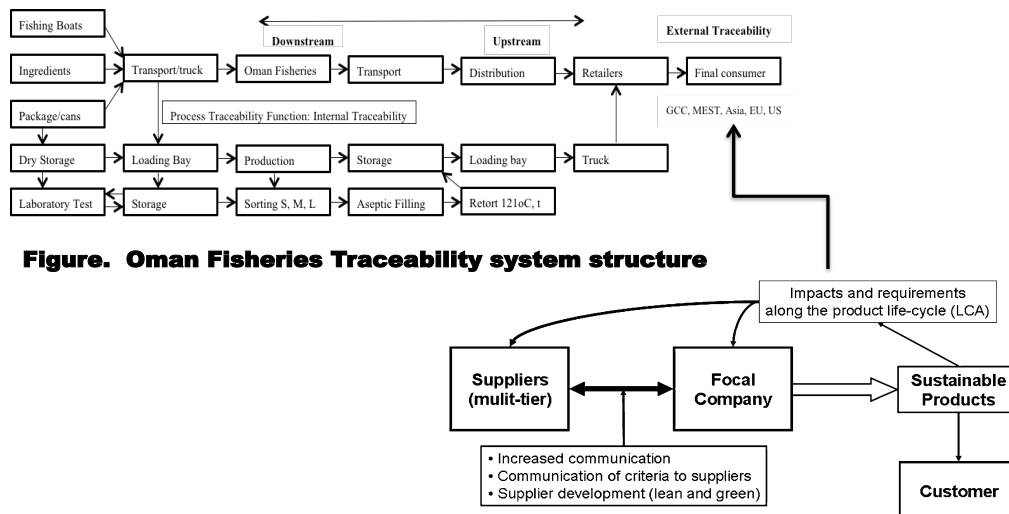 Fishing Boats
Downstream
Upstream
External Traceability
Ingredients
Transport/truck
Oman Fisheries
Transport
Distribution
Retailers
Final consumer
Package/cans
Process Traceability Function: Internal Traceability
GCC, MEST, Asia, EU, US
Dry Storage
Loading Bay
Production
Storage
Loading bay
Truck
Laboratory Test
Storage
Sorting S, M, L
Aseptic Filling
Retort 121oC, t
Figure. Oman Fisheries Traceability system structure
Impacts and requirements
along the product life-cycle (LCA)
Suppliers
(mulit-tier)
Focal
Company
Sustainable
Products
• Increased communication
• Communication of criteria to suppliers
• Supplier development (lean and green)
Customer